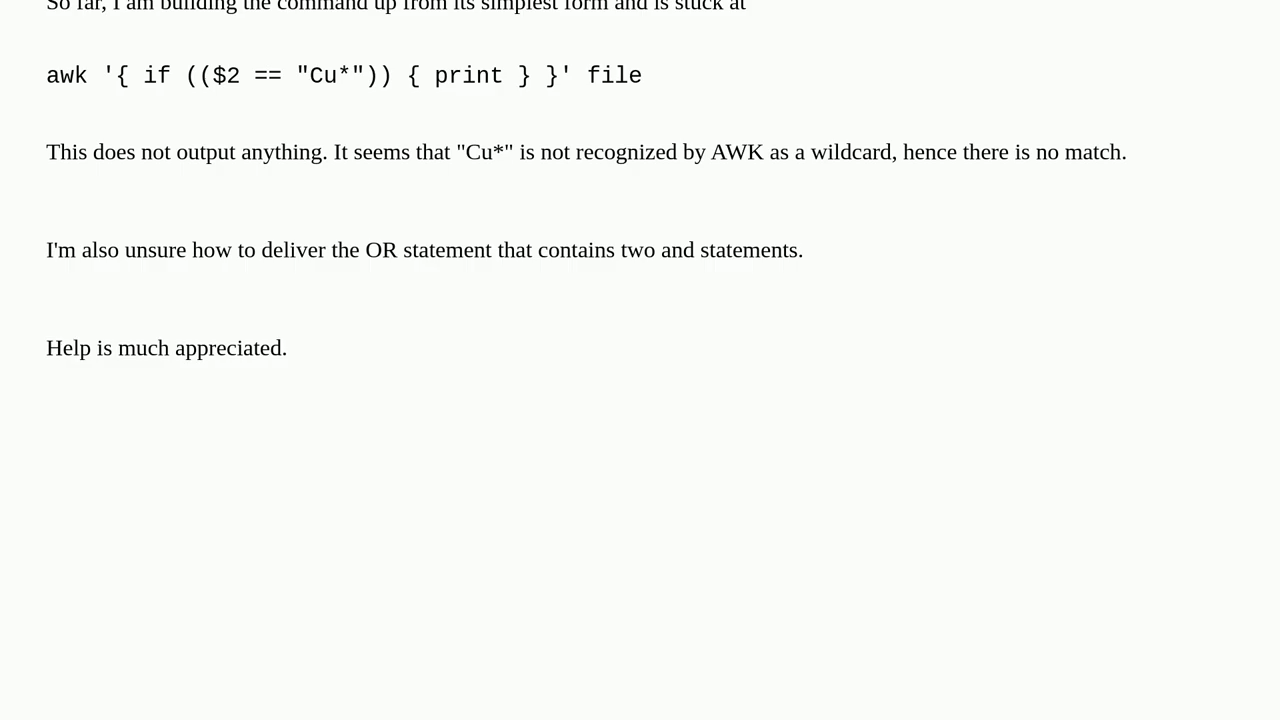 So far, I am building the command up from its simplest form and is stuck at
awk '{ if (($2 == "Cu*")) { print } }' file
This does not output anything. It seems that "Cu*" is not recognized by AWK as a wildcard, hence there is no match.
I'm also unsure how to deliver the OR statement that contains two and statements.
Help is much appreciated.